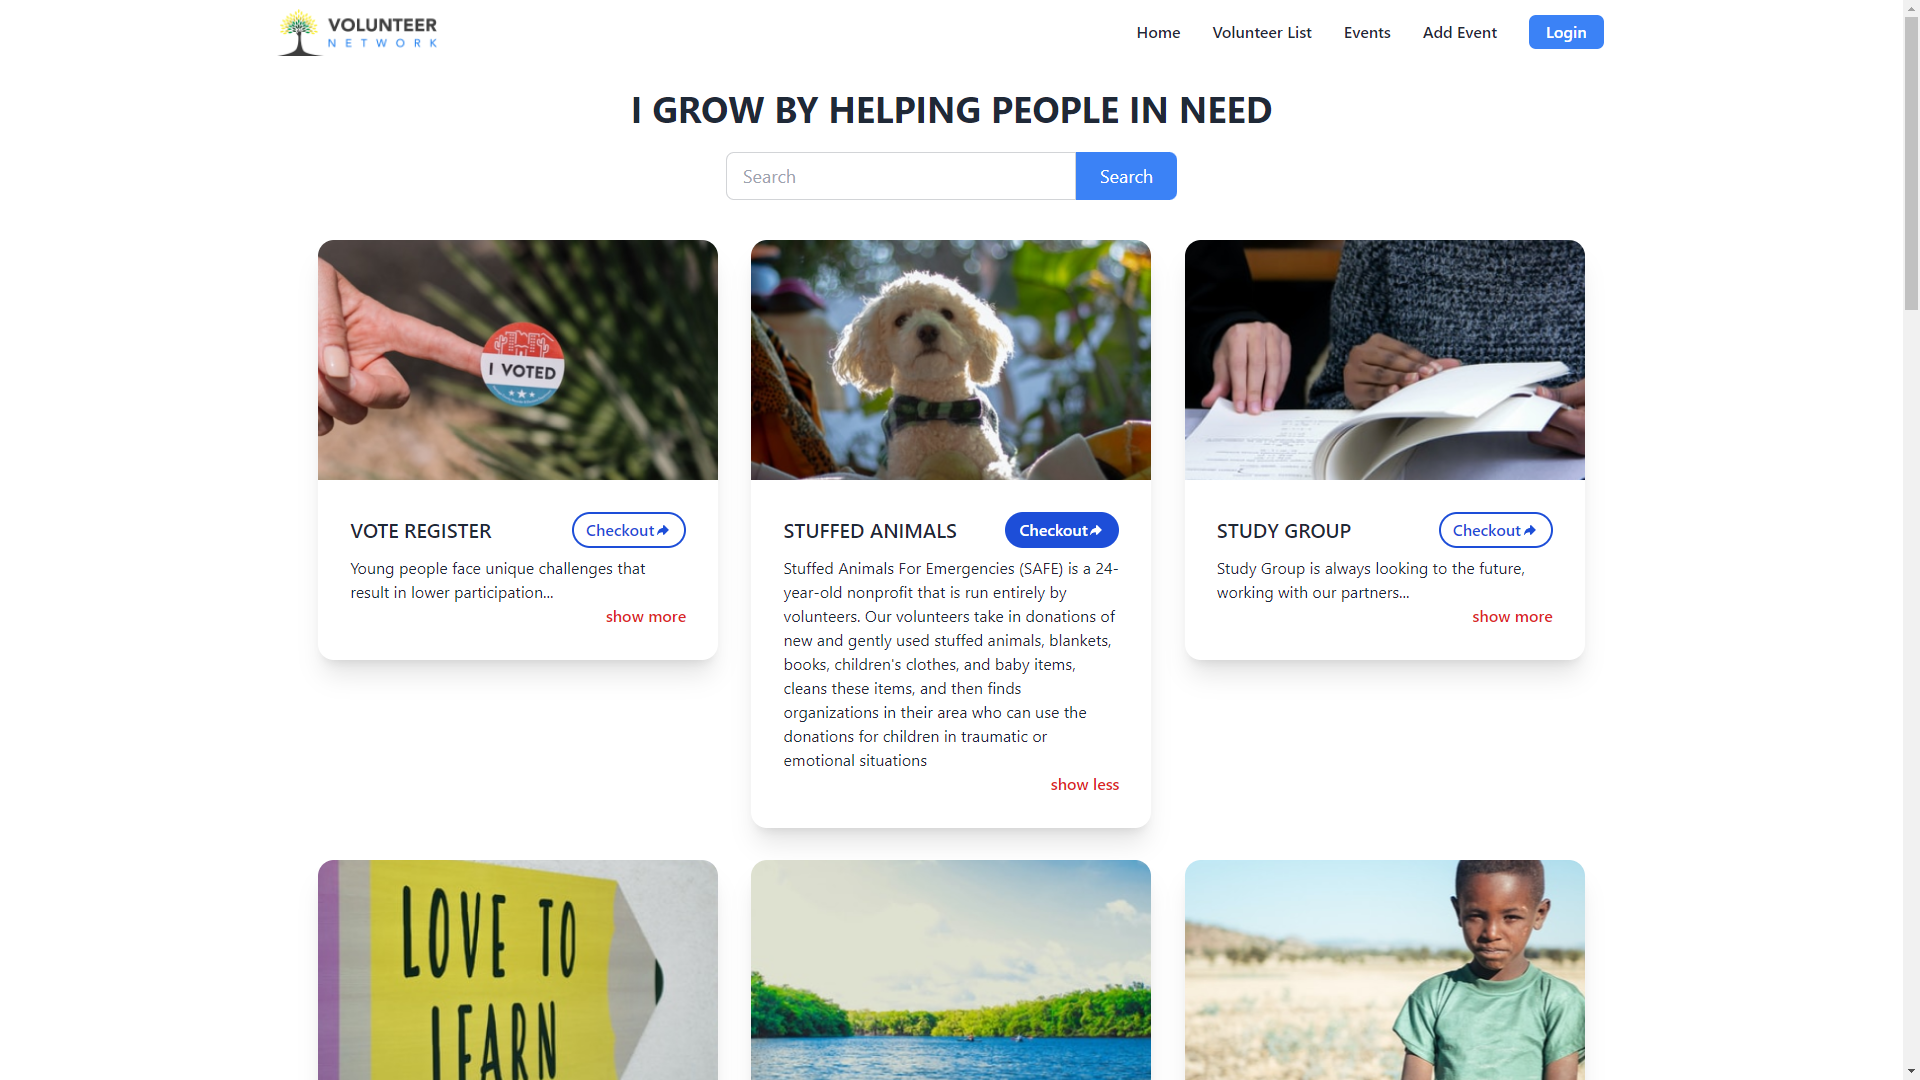 VOLUNTEER
NETWORK
Home
Volunteer List
Events
Add Event
Login
I GROW BY HELPING PEOPLE IN NEED
Search
Search
I VOTED
VOTE REGISTER
Checkout
Young people face unique challenges that
result in lower participation...
show more
STUFFED ANIMALS
Checkout
Stuffed Animals For Emergencies (SAFE) is a 24-
year-old nonprofit that is run entirely by
volunteers. Our volunteers take in donations of
new and gently used stuffed animals, blankets,
books, children's clothes, and baby items,
cleans these items, and then finds
organizations in their area who can use the
donations for children in traumatic or
emotional situations
show less
STUDY GROUP
Checkout
Study Group is always looking to the future,
working with our partners...
show more
LOVE TO
LEARN